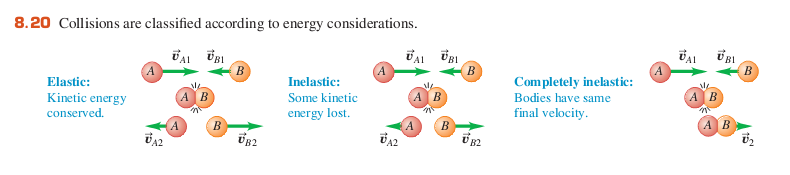 8.20 Collisions are classified according to energy considerations.
Elastic:
Kinetic energy
conserved.
v⃗A1 v⃗B1
A B
A B
A B
v⃗A2 v⃗B2
Inelastic:
Some kinetic
energy lost.
v⃗A1 v⃗B1
A B
A B
A B
v⃗A2 v⃗B2
Completely inelastic:
Bodies have same
final velocity.
v⃗A1 v⃗B1
A B
A B
A B
v⃗2